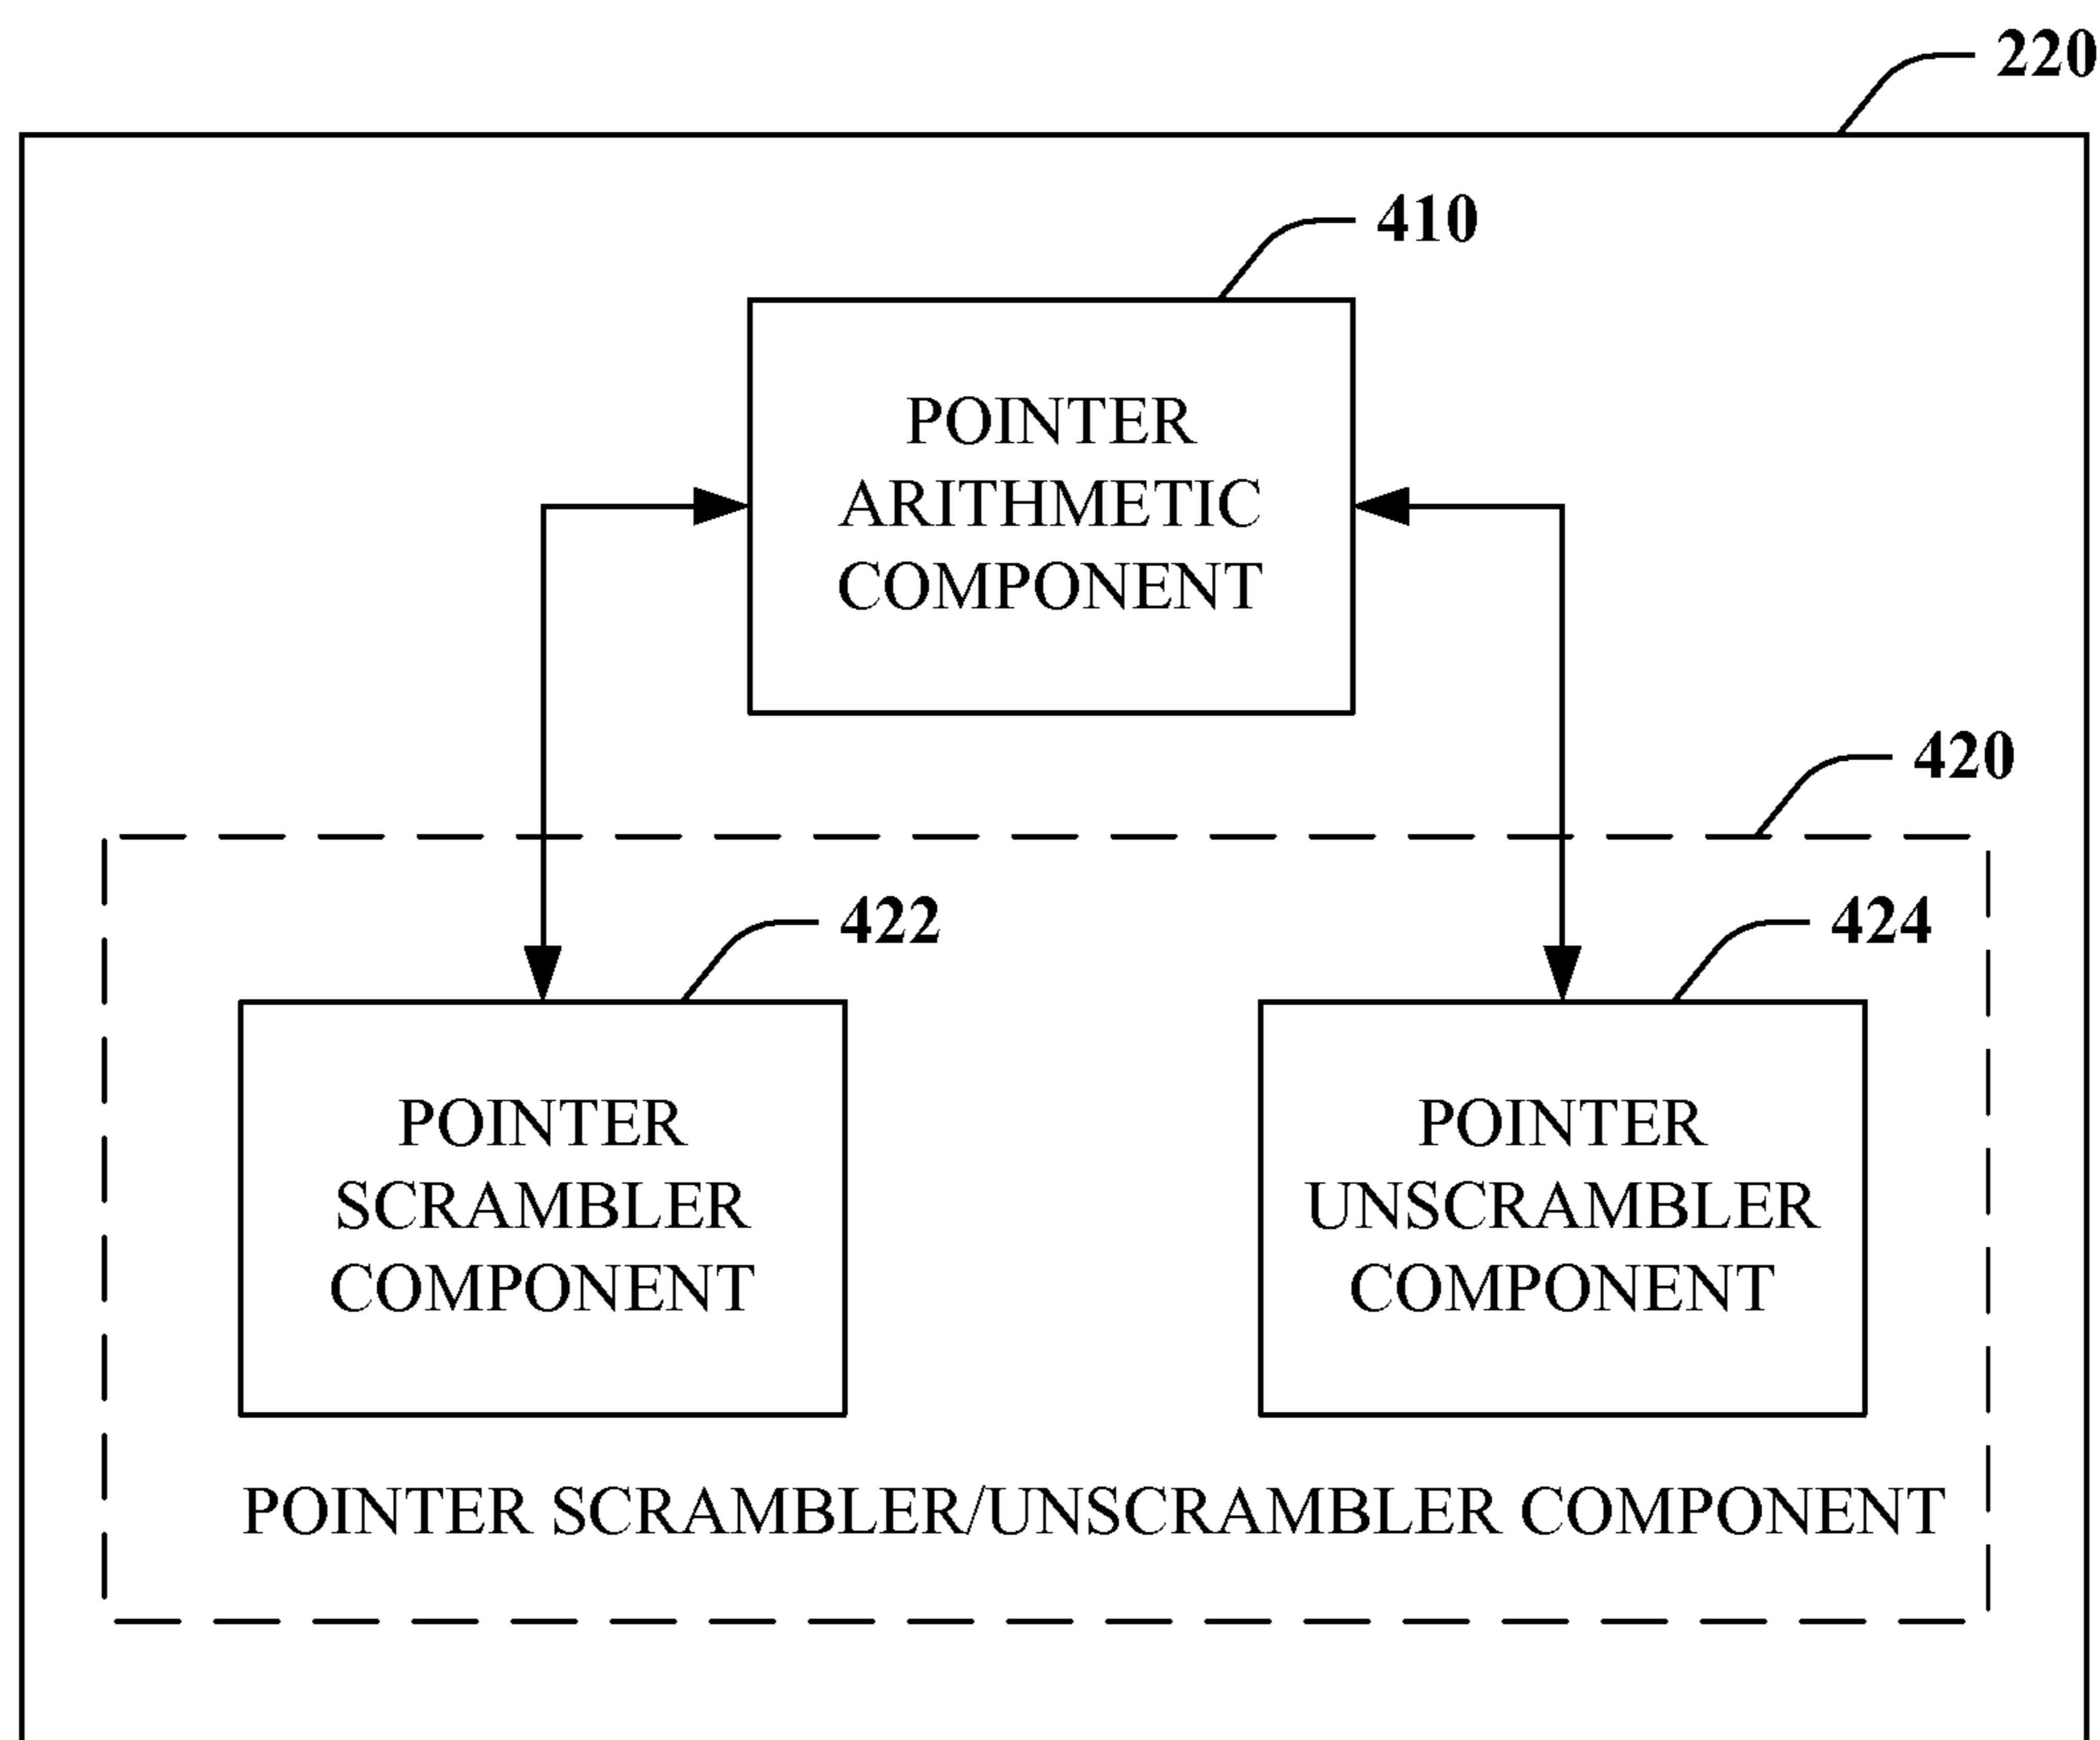 220
410
POINTER
ARITHMETIC
COMPONENT
420
422
424
POINTER
SCRAMBLER
COMPONENT
POINTER
UNSCRAMBLER
COMPONENT
POINTER SCRAMBLER/UNSCRAMBLER COMPONENT